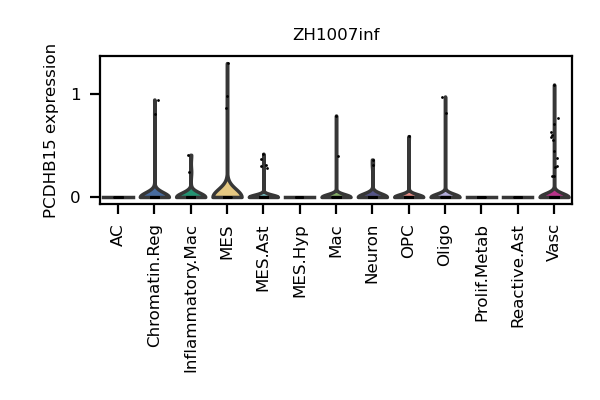 ZH1007inf
PCDHB15 expression
1
0
AC
Chromatin.Reg
Inflammatory.Mac
MES
MES.Ast
MES.Hyp
Mac
Neuron
OPC
Oligo
Prolif.Metab
Reactive.Ast
Vasc